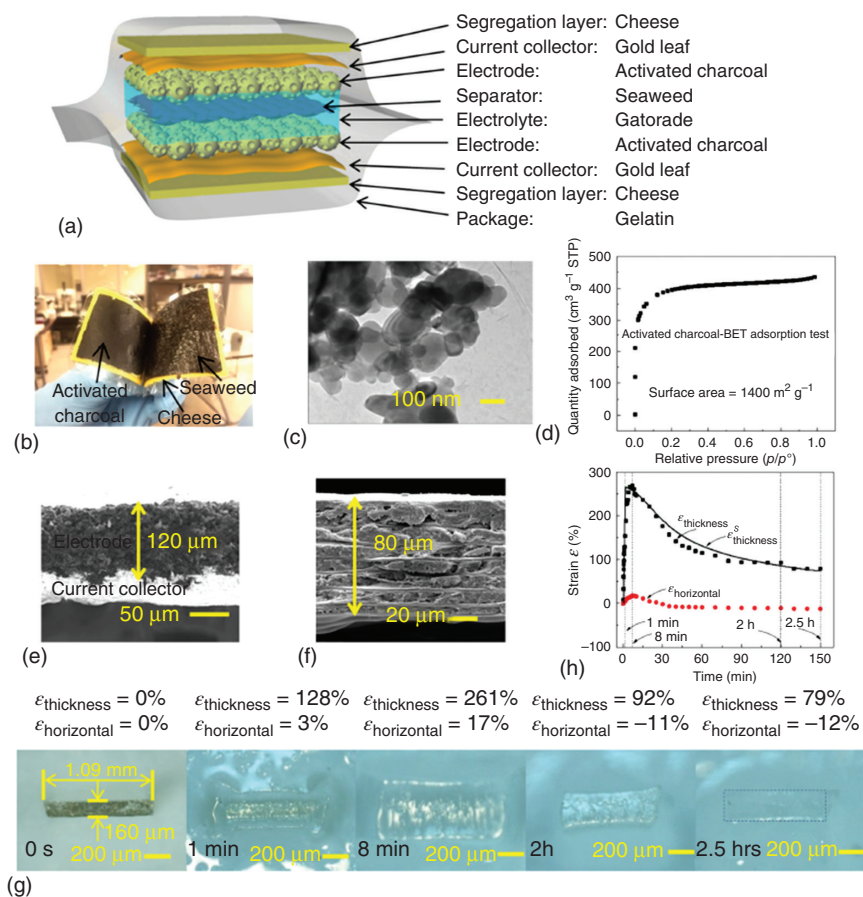 Segregation layer: Cheese
Current collector: Gold leaf
Electrode: Activated charcoal
Separator: Seaweed
Electrolyte: Gatorade
Electrode: Activated charcoal
Current collector: Gold leaf
Segregation layer: Cheese
Package: Gelatin
(a)
Activated
charcoal
Seaweed
Cheese
(b)
100 nm
(c)
Quantity adsorbed (cm³ g⁻¹ STP)
500
400
300
200
100
0
Activated charcoal-BET adsorption test
Surface area = 1400 m² g⁻¹
0.0 0.2 0.4 0.6 0.8 1.0
Relative pressure (p/p°)
(d)
Electrode
120 μm
Current collector
50 μm
(e)
80 μm
20 μm
(f)
Strain ε (%)
300
200
100
0
−100
εthickness
εSthickness
εhorizontal
1 min
8 min
2 h
2.5 h
0 30 60 90 120 150
Time (min)
(h)
εthickness = 0% εthickness = 128% εthickness = 261% εthickness = 92% εthickness = 79%
εhorizontal = 0% εhorizontal = 3% εhorizontal = 17% εhorizontal = −11% εhorizontal = −12%
1.09 mm
160 μm
0 s 200 μm
1 min 200 μm
8 min 200 μm
2h 200 μm
2.5 hrs 200 μm
(g)